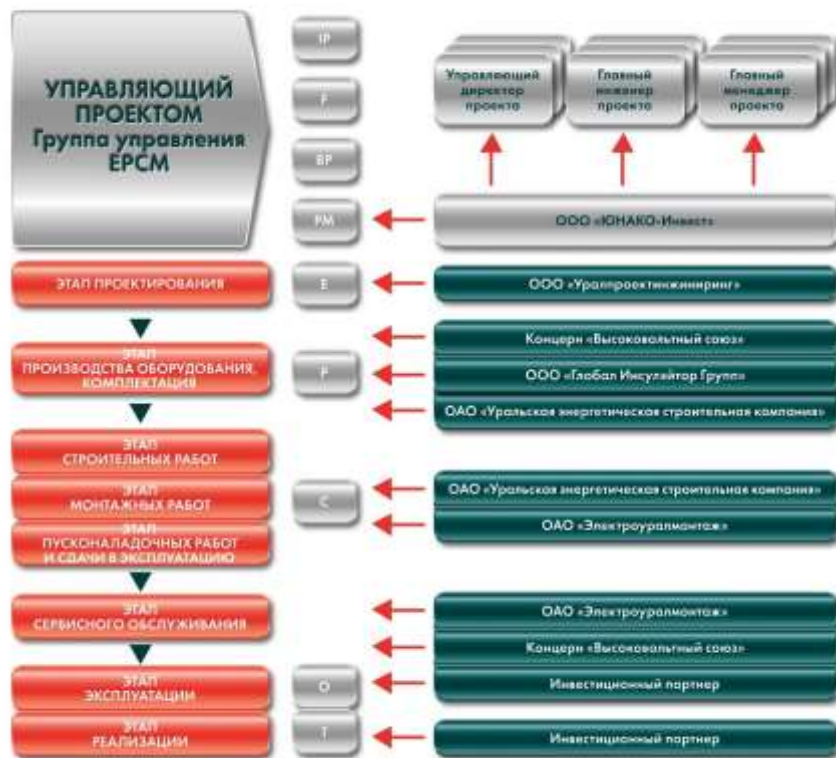 УПРАВЛЯЮЩИЙ
ПРОЕКТОМ
Группа управления
EPCM
IP
F
BP
PM
Управляющий
директор
проекта
Главный
инженер
проекта
Главный
менеджер
проекта
ООО «ЮНАКО-Инвест»
ЭТАП ПРОЕКТИРОВАНИЯ
E
ООО «Уралпроектинжиниринг»
ЭТАП
ПРОИЗВОДСТВА ОБОРУДОВАНИЯ,
КОМПЛЕКТАЦИЯ
P
Концерн «Высоковольтный союз»
ООО «Глобал Инсулэйтор Групп»
ОАО «Уральская энергетическая строительная компания»
ЭТАП
СТРОИТЕЛЬНЫХ РАБОТ
ЭТАП
МОНТАЖНЫХ РАБОТ
ЭТАП
ПУСКОНАЛАДОЧНЫХ РАБОТ
И СДАЧИ В ЭКСПЛУАТАЦИЮ
C
ОАО «Уральская энергетическая строительная компания»
ОАО «Электроуралмонтаж»
ЭТАП
СЕРВИСНОГО ОБСЛУЖИВАНИЯ
ОАО «Электроуралмонтаж»
Концерн «Высоковольтный союз»
ЭТАП
ЭКСПЛУАТАЦИИ
O
Инвестиционный партнер
ЭТАП
РЕАЛИЗАЦИИ
T
Инвестиционный партнер